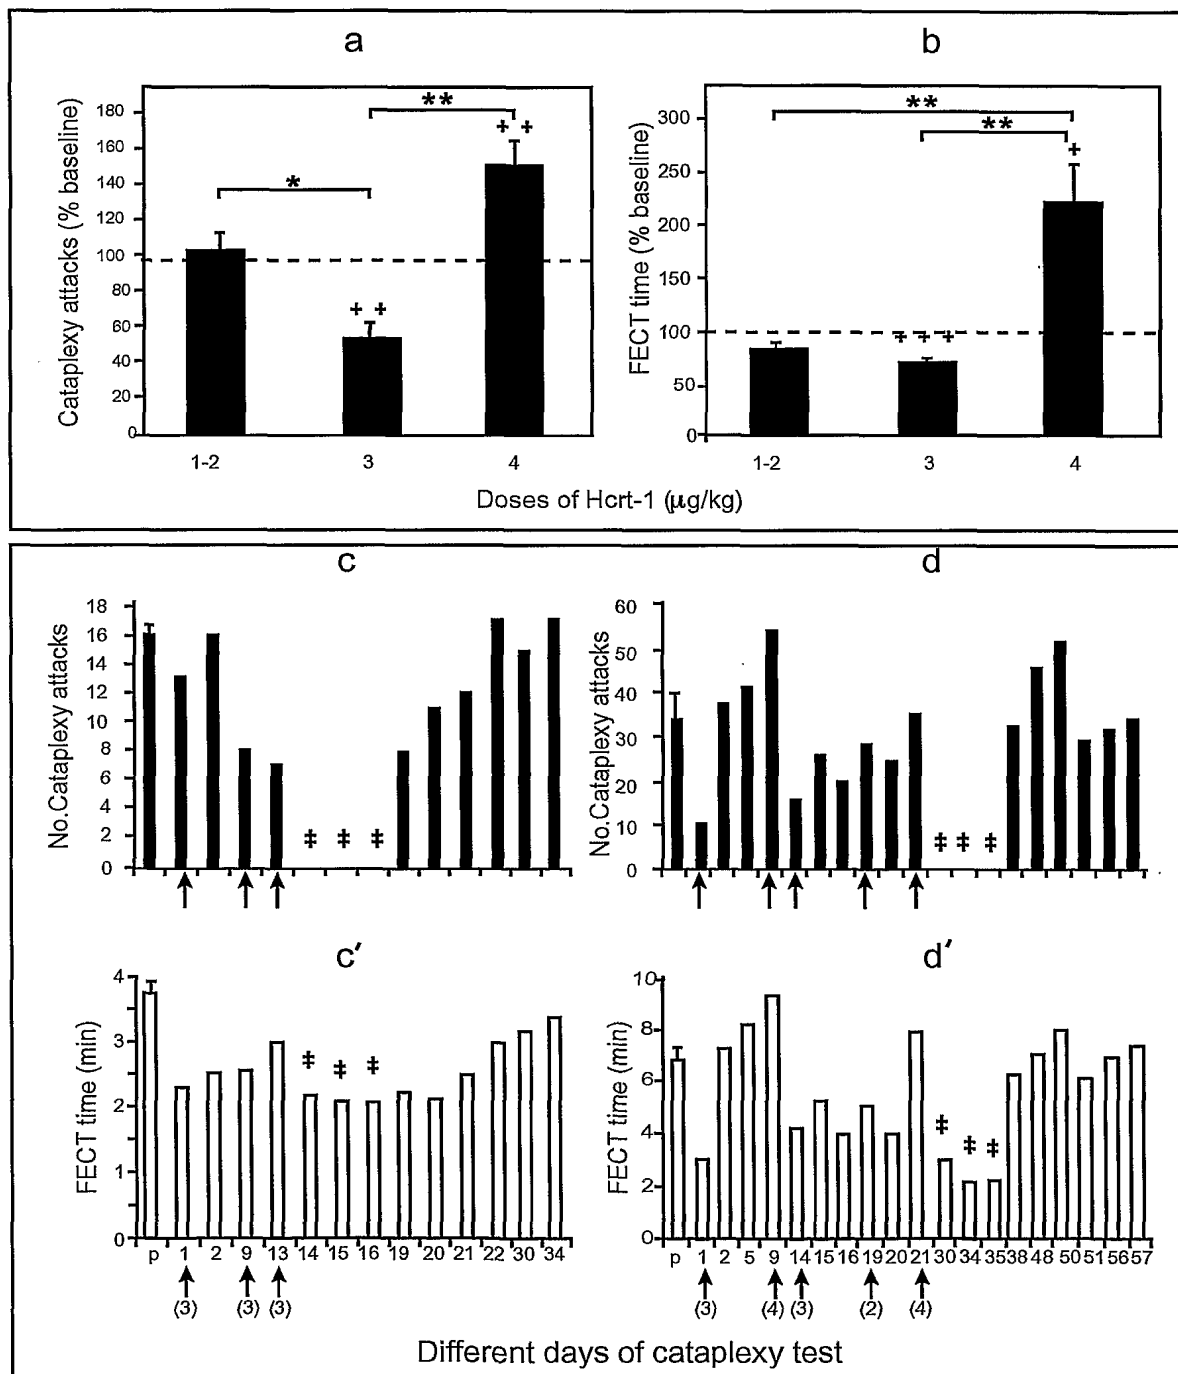 a
Cataplexy attacks (% baseline)
180
160
140
120
100
80
60
40
20
0
*
**
+ +
+ +
1-2
3
4
b
FECT time (% baseline)
300
250
200
150
100
50
0
**
**
+
+ + +
1-2
3
4
Doses of Hcrt-1 (μg/kg)
c
No.Cataplexy attacks
18
16
14
12
10
8
6
4
2
0
‡ ‡ ‡
d
No.Cataplexy attacks
60
50
40
30
20
10
0
‡ ‡ ‡
c′
FECT time (min)
4
3
2
1
0
‡ ‡ ‡
p 1 2 9 13 14 15 16 19 20 21 22 30 34
(3) (3) (3)
d′
FECT time (min)
10
8
6
4
2
0
‡ ‡ ‡
p 1 2 5 9 14 15 16 19 20 21 30 34 35 38 48 50 51 56 57
(3) (4) (3) (2) (4)
Different days of cataplexy test